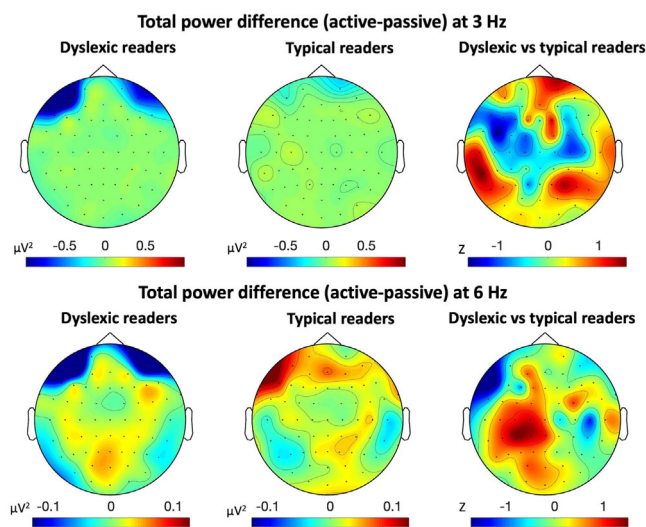 Total power difference (active-passive) at 3 Hz
Dyslexic readers Typical readers Dyslexic vs typical readers
µV² -0.5 0 0.5 -0.5 0 0.5 Z -1 0 1
Total power difference (active-passive) at 6 Hz
Dyslexic readers Typical readers Dyslexic vs typical readers
µV² -0.1 0 0.1 µV² -0.1 0 0.1 Z -1 0 1